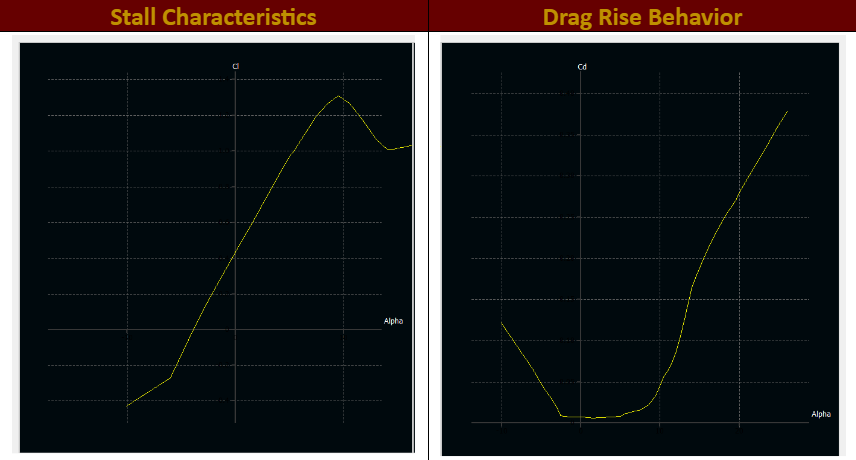 Stall Characteristics
Drag Rise Behavior
Cl
Alpha
Cd
Alpha